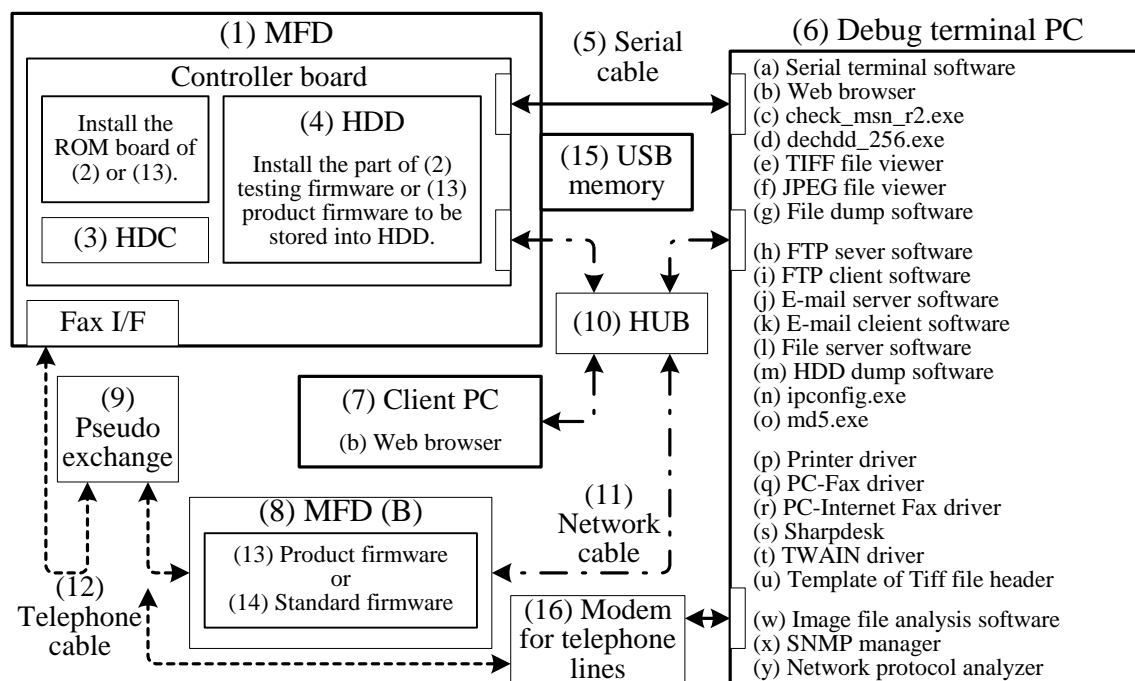 (1) MFD
Controller board
Install the
ROM board of
(2) or (13).
(3) HDC
(4) HDD
Install the part of (2)
testing firmware or (13)
product firmware to be
stored into HDD.
Fax I/F
(5) Serial
cable
(15) USB
memory
(10) HUB
(7) Client PC
(b) Web browser
(9)
Pseudo
exchange
(8) MFD (B)
(13) Product firmware
or
(14) Standard firmware
(11)
Network
cable
(12)
Telephone
cable
(16) Modem
for telephone
lines
(6) Debug terminal PC
(a) Serial terminal software
(b) Web browser
(c) check_msn_r2.exe
(d) dechdd_256.exe
(e) TIFF file viewer
(f) JPEG file viewer
(g) File dump software
(h) FTP sever software
(i) FTP client software
(j) E-mail server software
(k) E-mail cleient software
(l) File server software
(m) HDD dump software
(n) ipconfig.exe
(o) md5.exe
(p) Printer driver
(q) PC-Fax driver
(r) PC-Internet Fax driver
(s) Sharpdesk
(t) TWAIN driver
(u) Template of Tiff file header
(w) Image file analysis software
(x) SNMP manager
(y) Network protocol analyzer